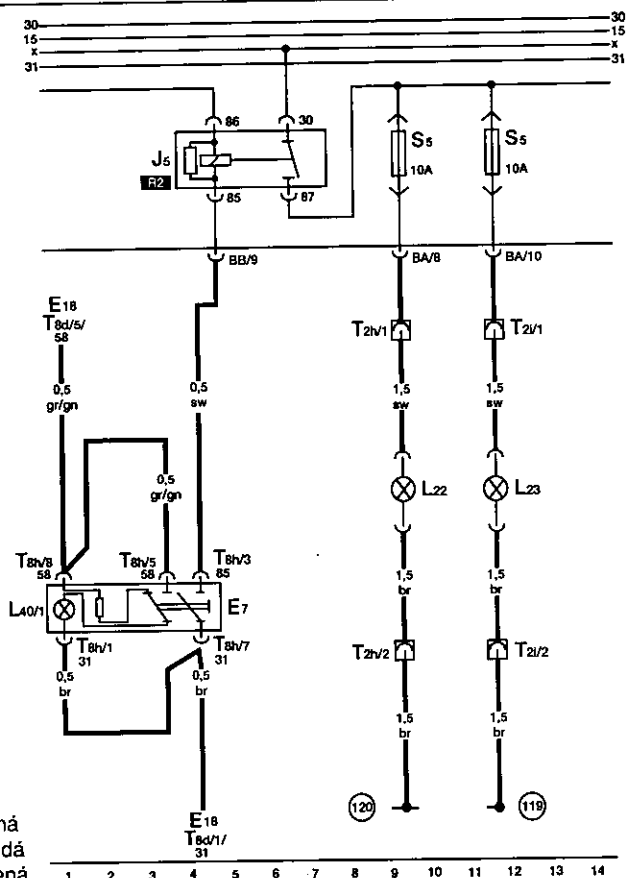 30 30
15 15
x x
31 31
86 30
J5
R2
S5 S5
10A 10A
85 87
BB/9 BA/8 BA/10
E18
T8d/5/
58
T2h/1 T2i/1
0,5 0,5 1,5 1,5
gr/gn sw sw sw
0,5
gr/gn
L22 L23
T8h/8 T8h/5 T8h/3
58 58 85
L40/1 E7
T8h/1 T8h/7
31 31
1,5 1,5
br br
T2h/2 T2i/2
0,5 0,5
br br
1,5 1,5
br br
120 119
E18
T8d/1/
31
ná
dá
ená
1 2 3 4 5 6 7 8 9 10 11 12 13 14